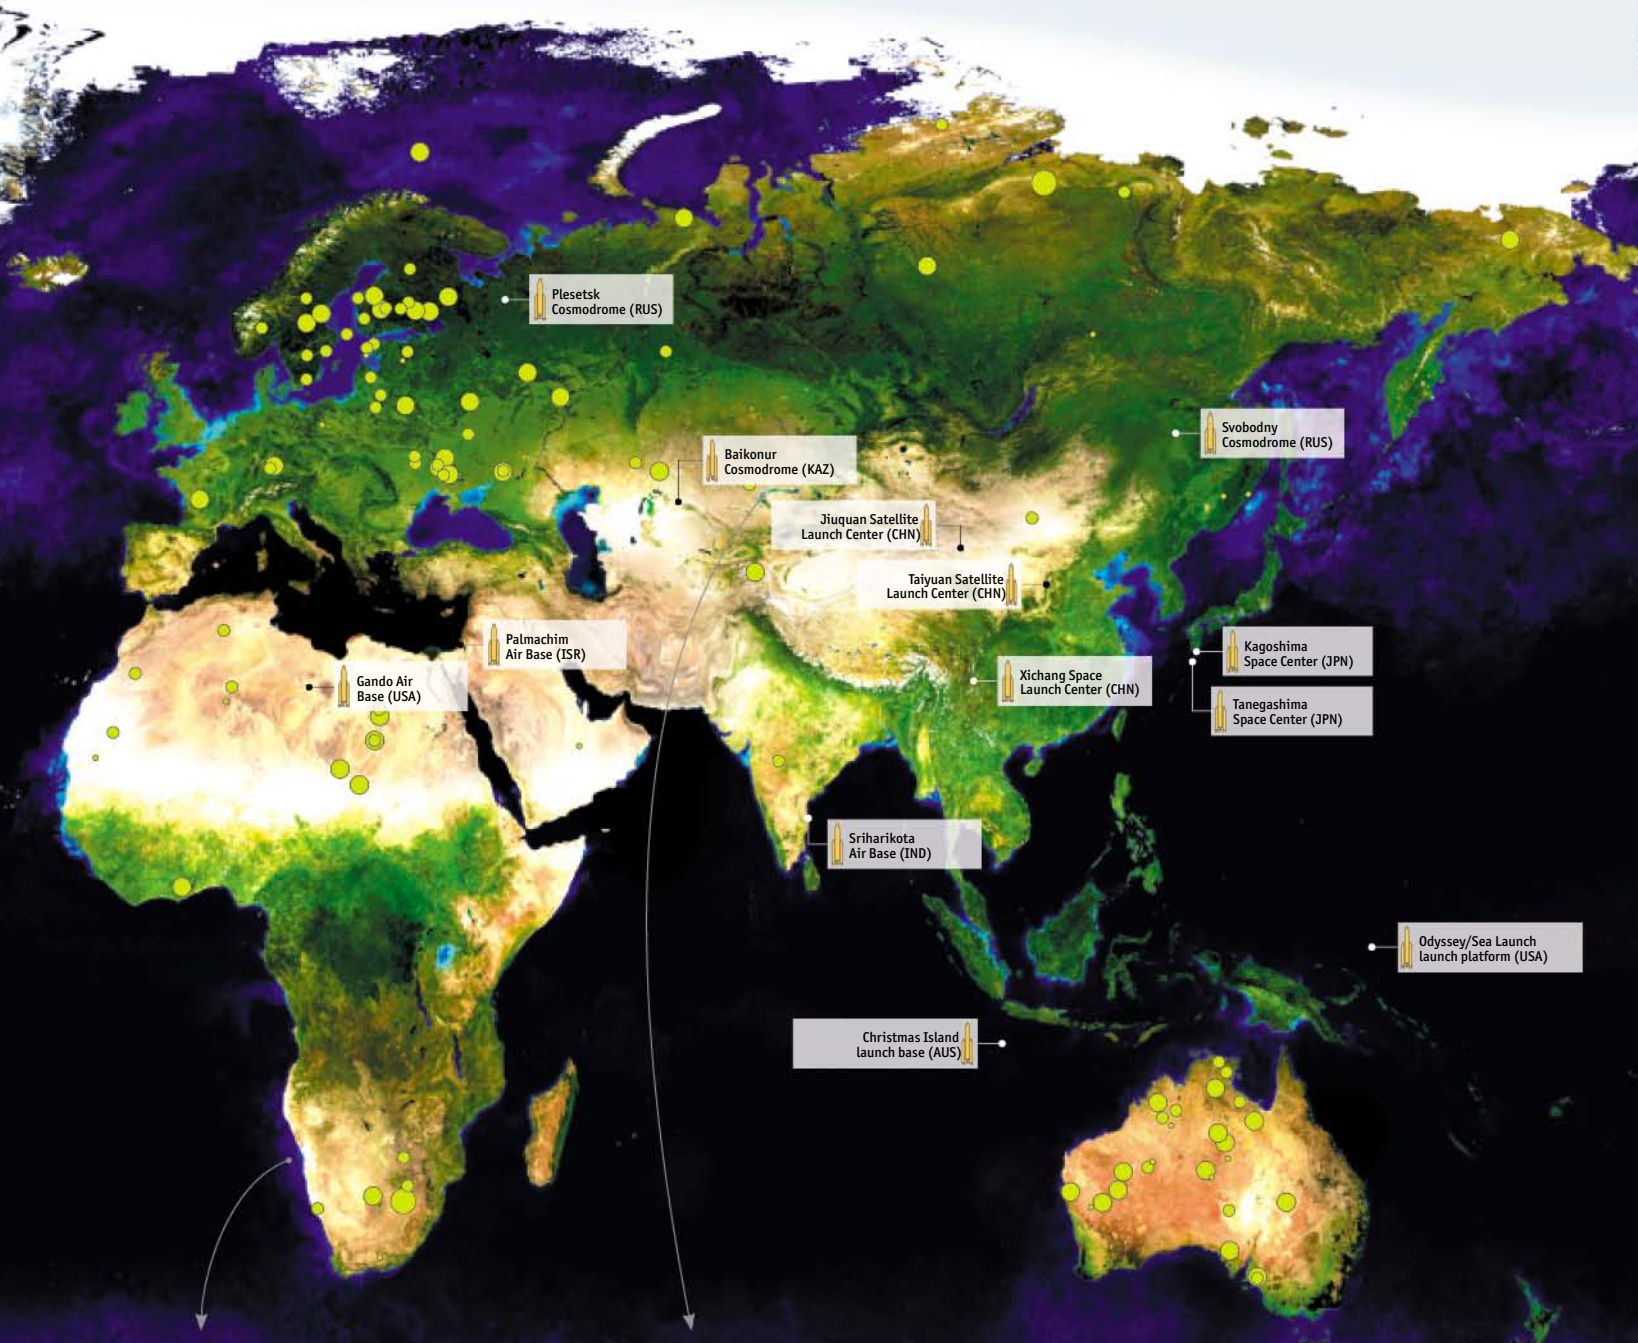 Plesetsk
Cosmodrome (RUS)
Svobodny
Cosmodrome (RUS)
Baikonur
Cosmodrome (KAZ)
Jiuquan Satellite
Launch Center (CHN)
Taiyuan Satellite
Launch Center (CHN)
Palmachim
Air Base (ISR)
Kagoshima
Space Center (JPN)
Gando Air
Base (USA)
Xichang Space
Launch Center (CHN)
Tanegashima
Space Center (JPN)
Sriharikota
Air Base (IND)
Odyssey/Sea Launch
launch platform (USA)
Christmas Island
launch base (AUS)